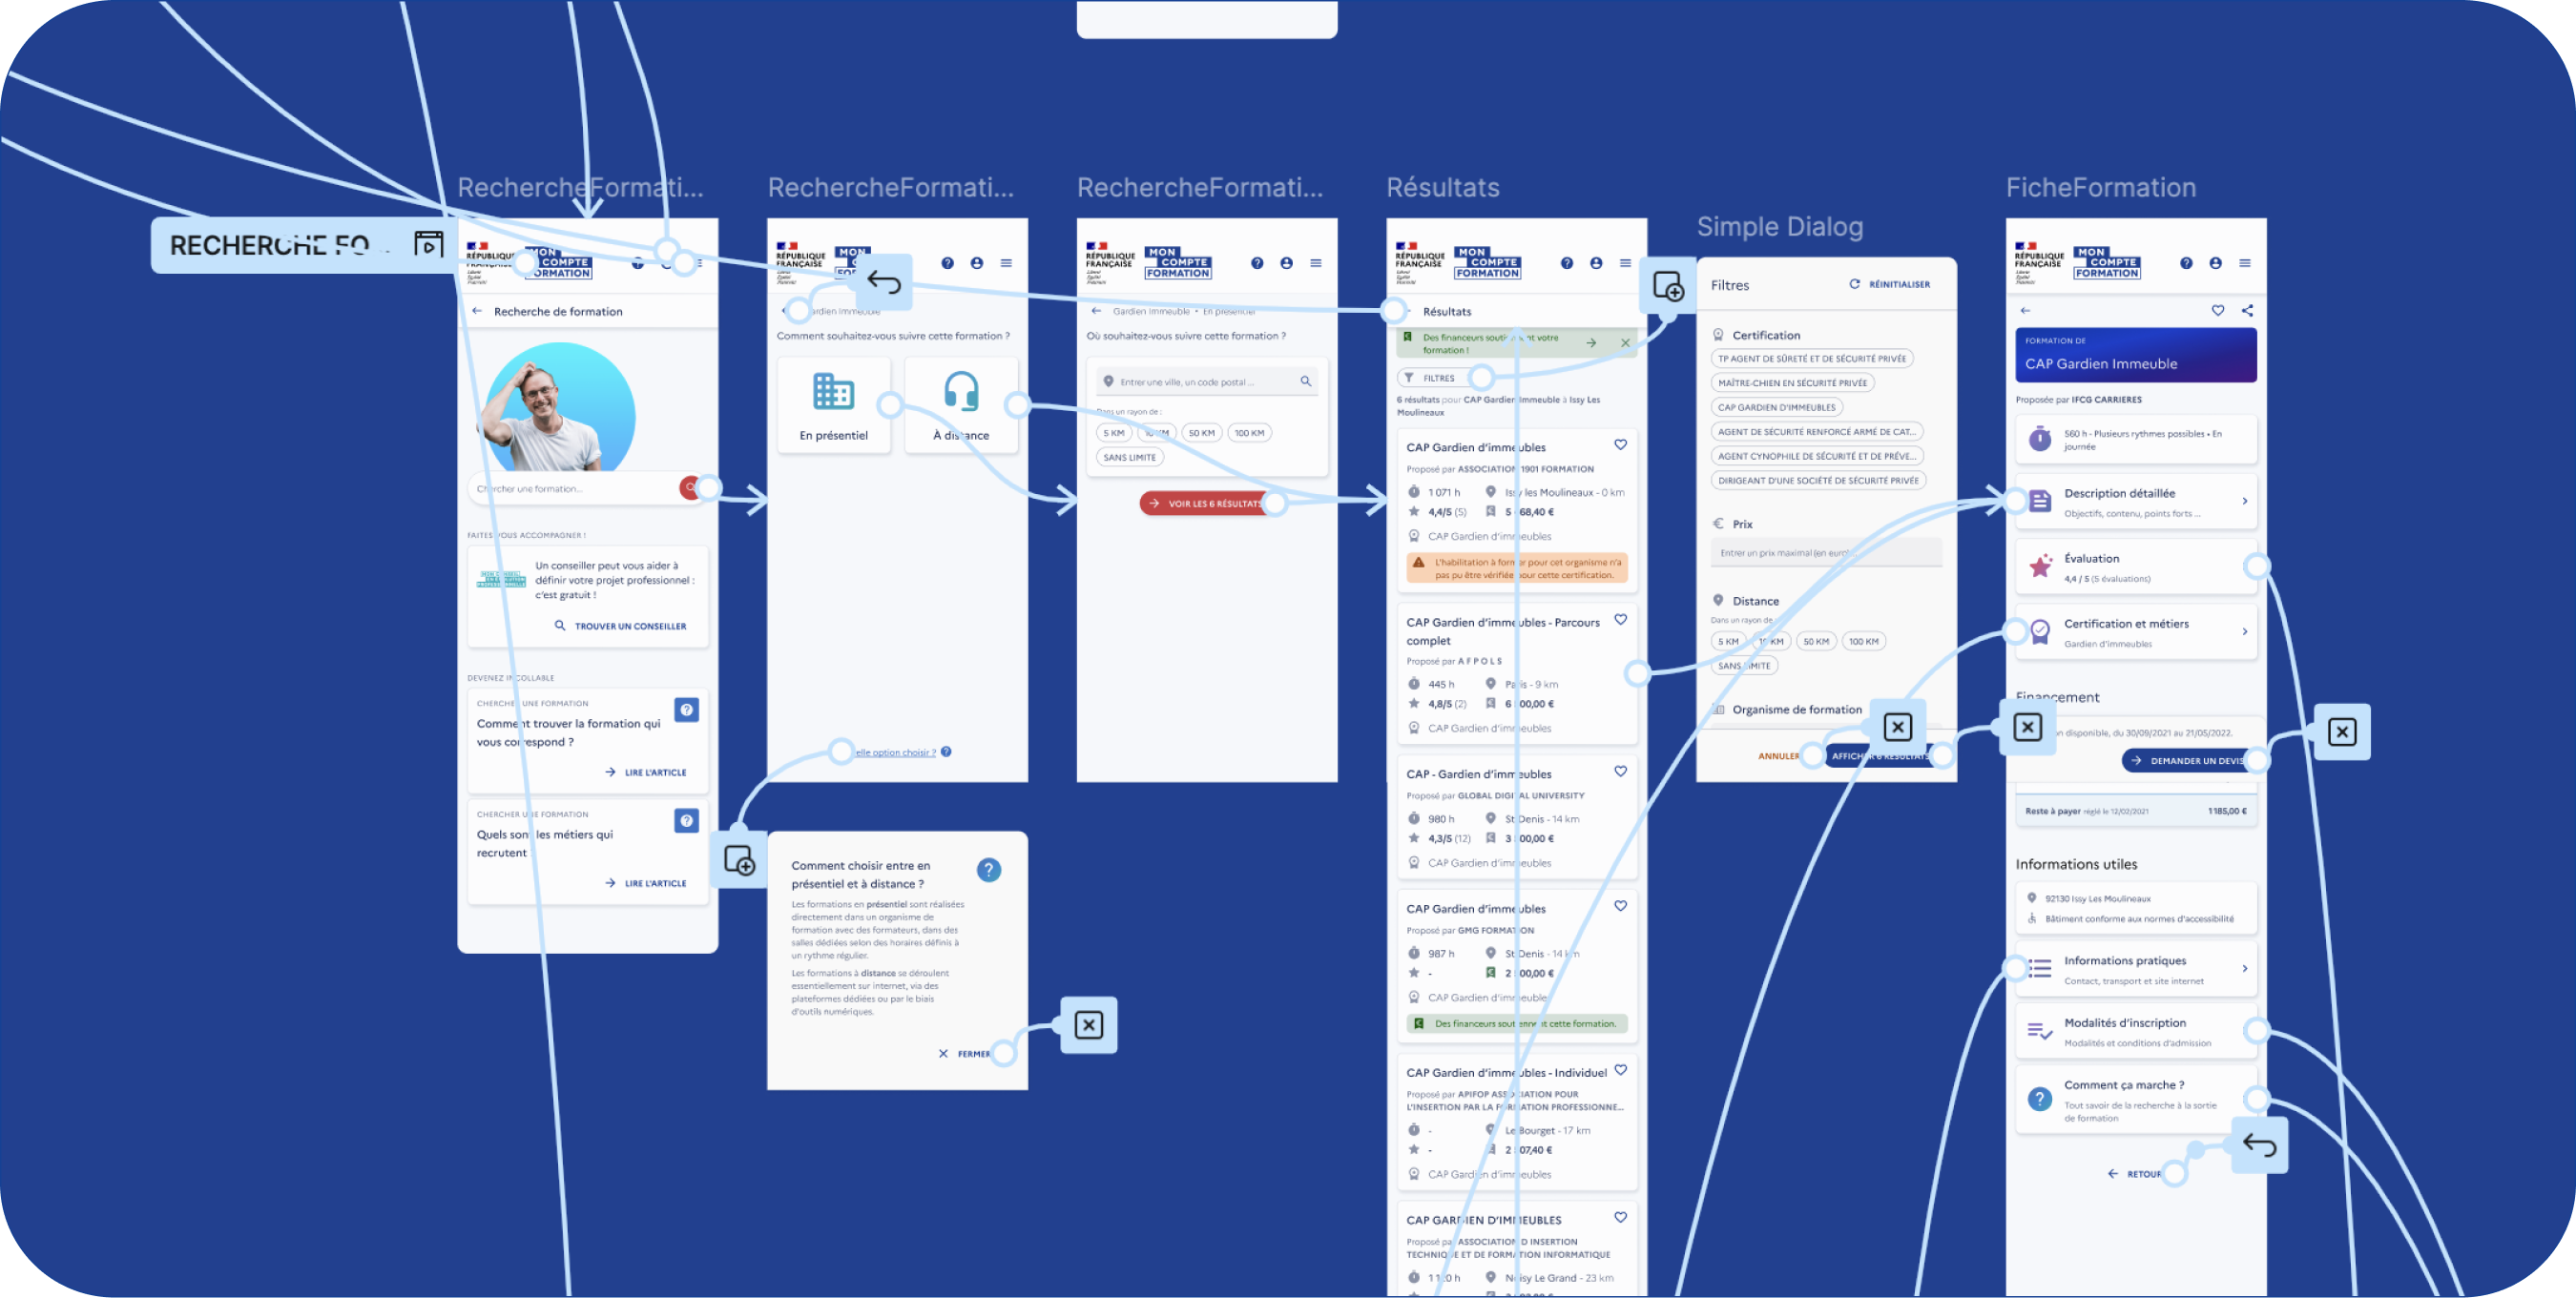 RechercheFormati...
RechercheFormati...
RechercheFormati...
Résultats
Simple Dialog
FicheFormation
RECHERCHE FO...
RÉPUBLIQUE
FRANÇAISE
MON
COMPTE
FORMATION
Recherche de formation
Chercher une formation...
FAITES VOUS ACCOMPAGNER !
Un conseiller peut vous aider à
définir votre projet professionnel :
c'est gratuit !
TROUVER UN CONSEILLER
DEVENEZ INCOLLABLE
CHERCHER UNE FORMATION
Comment trouver la formation qui
vous correspond ?
LIRE L'ARTICLE
CHERCHER UNE FORMATION
Quels sont les métiers qui
recrutent
LIRE L'ARTICLE
RÉPUBLIQUE
FRANÇAISE
MON
Gardien Immeuble
Comment souhaitez-vous suivre cette formation ?
En présentiel
À distance
elle option choisir ?
Comment choisir entre en
présentiel et à distance ?
Les formations en présentiel sont réalisées
directement dans un organisme de
formation avec des formateurs, dans des
salles dédiées selon des horaires définis à
un rythme régulier.
Les formations à distance se déroulent
essentiellement sur internet, via des
plateformes dédiées ou par le biais
d'outils numériques.
FERMER
RÉPUBLIQUE
FRANÇAISE
Liberté
Égalité
Fraternité
MON
COMPTE
FORMATION
Gardien Immeuble • En présentiel
Où souhaitez-vous suivre cette formation ?
Entrer une ville, un code postal ...
Dans un rayon de :
5 KM 10 KM 50 KM 100 KM
SANS LIMITE
VOIR LES 6 RÉSULTATS
RÉPUBLIQUE
FRANÇAISE
Liberté
Égalité
Fraternité
MON
COMPTE
FORMATION
Résultats
Des financeurs soutiennent votre
formation !
FILTRES
6 résultats pour CAP Gardien Immeuble à Issy Les
Moulineaux
CAP Gardien d'immeubles
Proposé par ASSOCIATION 1901 FORMATION
1 071 h Issy les Moulineaux - 0 km
4,4/5 (5) 5 68,40 €
CAP Gardien d'immeubles
L'habilitation à former pour cet organisme n'a
pas pu être vérifiée pour cette certification.
CAP Gardien d'immeubles - Parcours
complet
Proposé par A F P O L S
445 h Paris - 9 km
4,8/5 (2) 6 00,00 €
CAP Gardien d'immeubles
CAP - Gardien d'immeubles
Proposé par GLOBAL DIGITAL UNIVERSITY
980 h St Denis - 14 km
4,3/5 (12) 3 00,00 €
CAP Gardien d'immeubles
CAP Gardien d'immeubles
Proposé par GMG FORMATION
987 h St Denis - 14 km
- 2 00,00 €
CAP Gardien d'immeuble
Des financeurs soutiennent cette formation.
CAP Gardien d'immeubles - Individuel
Proposé par APIFOP ASSOCIATION POUR
L'INSERTION PAR LA FORMATION PROFESSIONNE...
- Le Bourget - 17 km
- 2 07,40 €
CAP Gardien d'immeubles
CAP GARDIEN D'IMMEUBLES
Proposé par ASSOCIATION D INSERTION
TECHNIQUE ET DE FORMATION INFORMATIQUE
1 120 h Noisy Le Grand - 23 km
Filtres
RÉINITIALISER
Certification
TP AGENT DE SÛRETÉ ET DE SÉCURITÉ PRIVÉE
MAÎTRE-CHIEN EN SÉCURITÉ PRIVÉE
CAP GARDIEN D'IMMEUBLES
AGENT DE SÉCURITÉ RENFORCÉ ARMÉ DE CAT...
AGENT CYNOPHILE DE SÉCURITÉ ET DE PRÉVE...
DIRIGEANT D'UNE SOCIÉTÉ DE SÉCURITÉ PRIVÉE
Prix
Entrer un prix maximal (en euro)...
Distance
Dans un rayon de :
5 KM 10 KM 50 KM 100 KM
SANS LIMITE
Organisme de formation
ANNULER
AFFICHER 6 RÉSULTATS
RÉPUBLIQUE
FRANÇAISE
Liberté
Égalité
Fraternité
MON
COMPTE
FORMATION
FORMATION DE
CAP Gardien Immeuble
Proposée par IFCG CARRIERES
560 h - Plusieurs rythmes possibles • En
journée
Description détaillée
Objectifs, contenu, points forts ...
Évaluation
4,4 / 5 (5 évaluations)
Certification et métiers
Gardien d'immeubles
Financement
n disponible, du 30/09/2021 au 21/05/2022.
DEMANDER UN DEVIS
Reste à payer réglé le 12/02/2021 1185,00 €
Informations utiles
92130 Issy Les Moulineaux
Bâtiment conforme aux normes d'accessibilité
Informations pratiques
Contact, transport et site internet
Modalités d'inscription
Modalités et conditions d'admission
Comment ça marche ?
Tout savoir de la recherche à la sortie
de formation
RETOUR